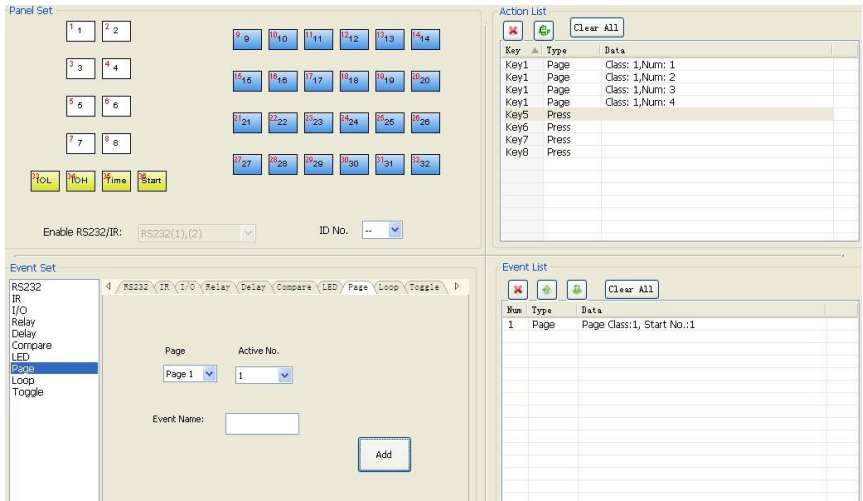 Panel Set
1 1
2 2
3 3
4 4
5 5
6 6
7 7
8 8
9 9
10 10
11 11
12 12
13 13
14 14
15 15
16 16
17 17
18 18
19 19
20 20
21 21
22 22
23 23
24 24
25 25
26 26
27 27
28 28
29 29
30 30
31 31
32 32
33 IOL
34 IOH
35 Time
36 Start
Enable RS232/IR: RS232(1),(2)
ID No. --
Action List
Clear All
Key Type Data
Key1 Page Class: 1,Num: 1
Key1 Page Class: 1,Num: 2
Key1 Page Class: 1,Num: 3
Key1 Page Class: 1,Num: 4
Key5 Press
Key6 Press
Key7 Press
Key8 Press
Event Set
RS232
IR
I/O
Relay
Delay
Compare
LED
Page
Loop
Toggle
RS232 IR I/O Relay Delay Compare LED Page Loop Toggle
Page Active No.
Page 1 1
Event Name:
Add
Event List
Clear All
Num Type Data
1 Page Page Class:1, Start No.:1